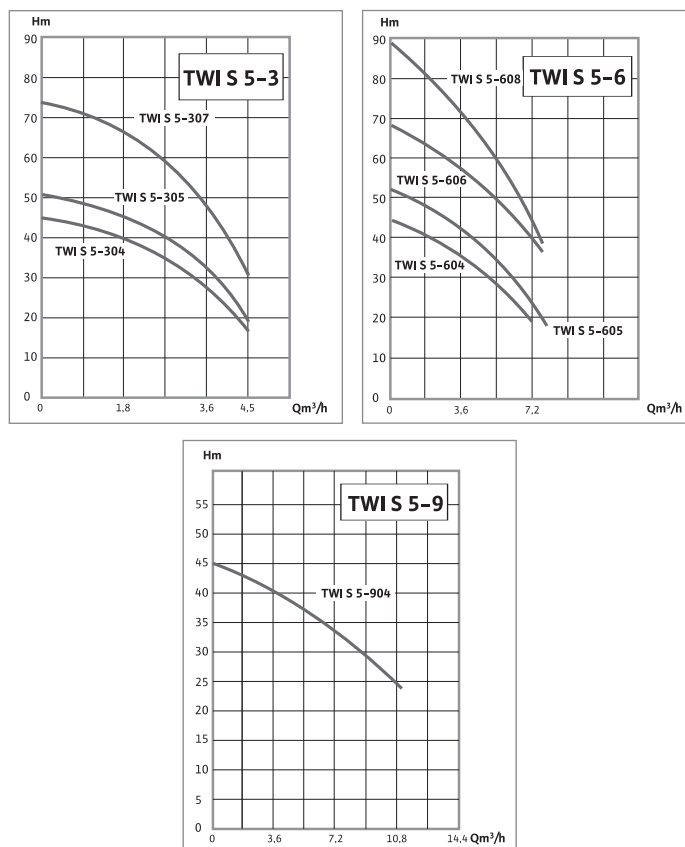 Hm
90
80
70
60
50
40
30
20
10
0
TWI S 5-3
TWI S 5-307
TWI S 5-305
TWI S 5-304
0 1,8 3,6 4,5 Qm³/h
Hm
90
80
70
60
50
40
30
20
10
0
TWI S 5-6
TWI S 5-608
TWI S 5-606
TWI S 5-604
TWI S 5-605
0 3,6 7,2 Qm³/h
Hm
55
50
45
40
35
30
25
20
15
10
5
0
TWI S 5-9
TWI S 5-904
0 3,6 7,2 10,8 14,4 Qm³/h